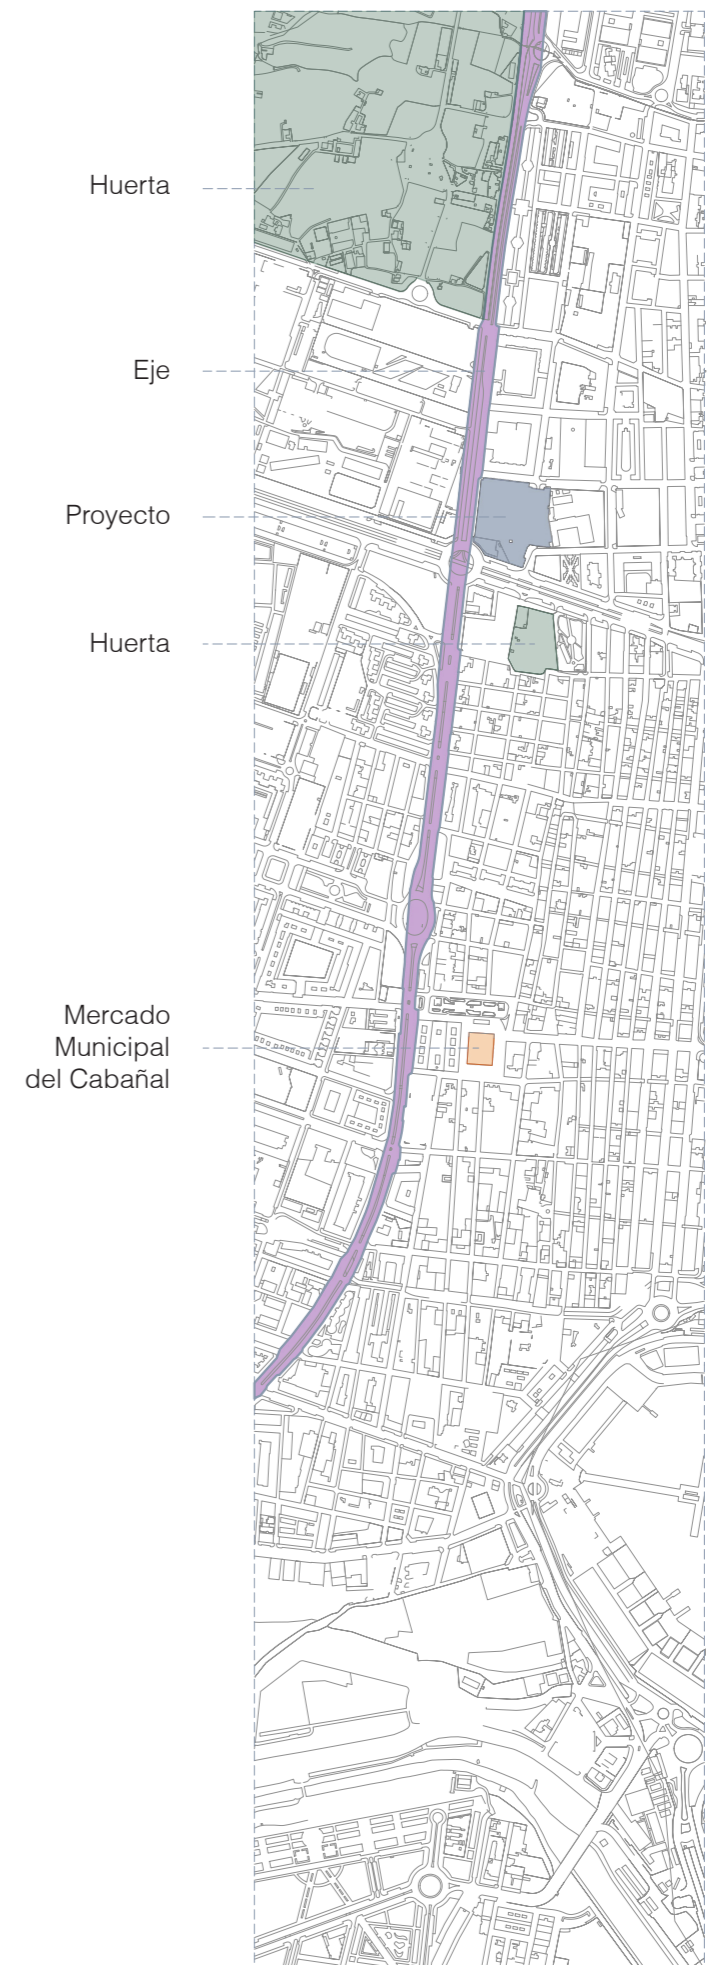 Huerta
Eje
Proyecto
Huerta
Mercado
Municipal
del Cabañal